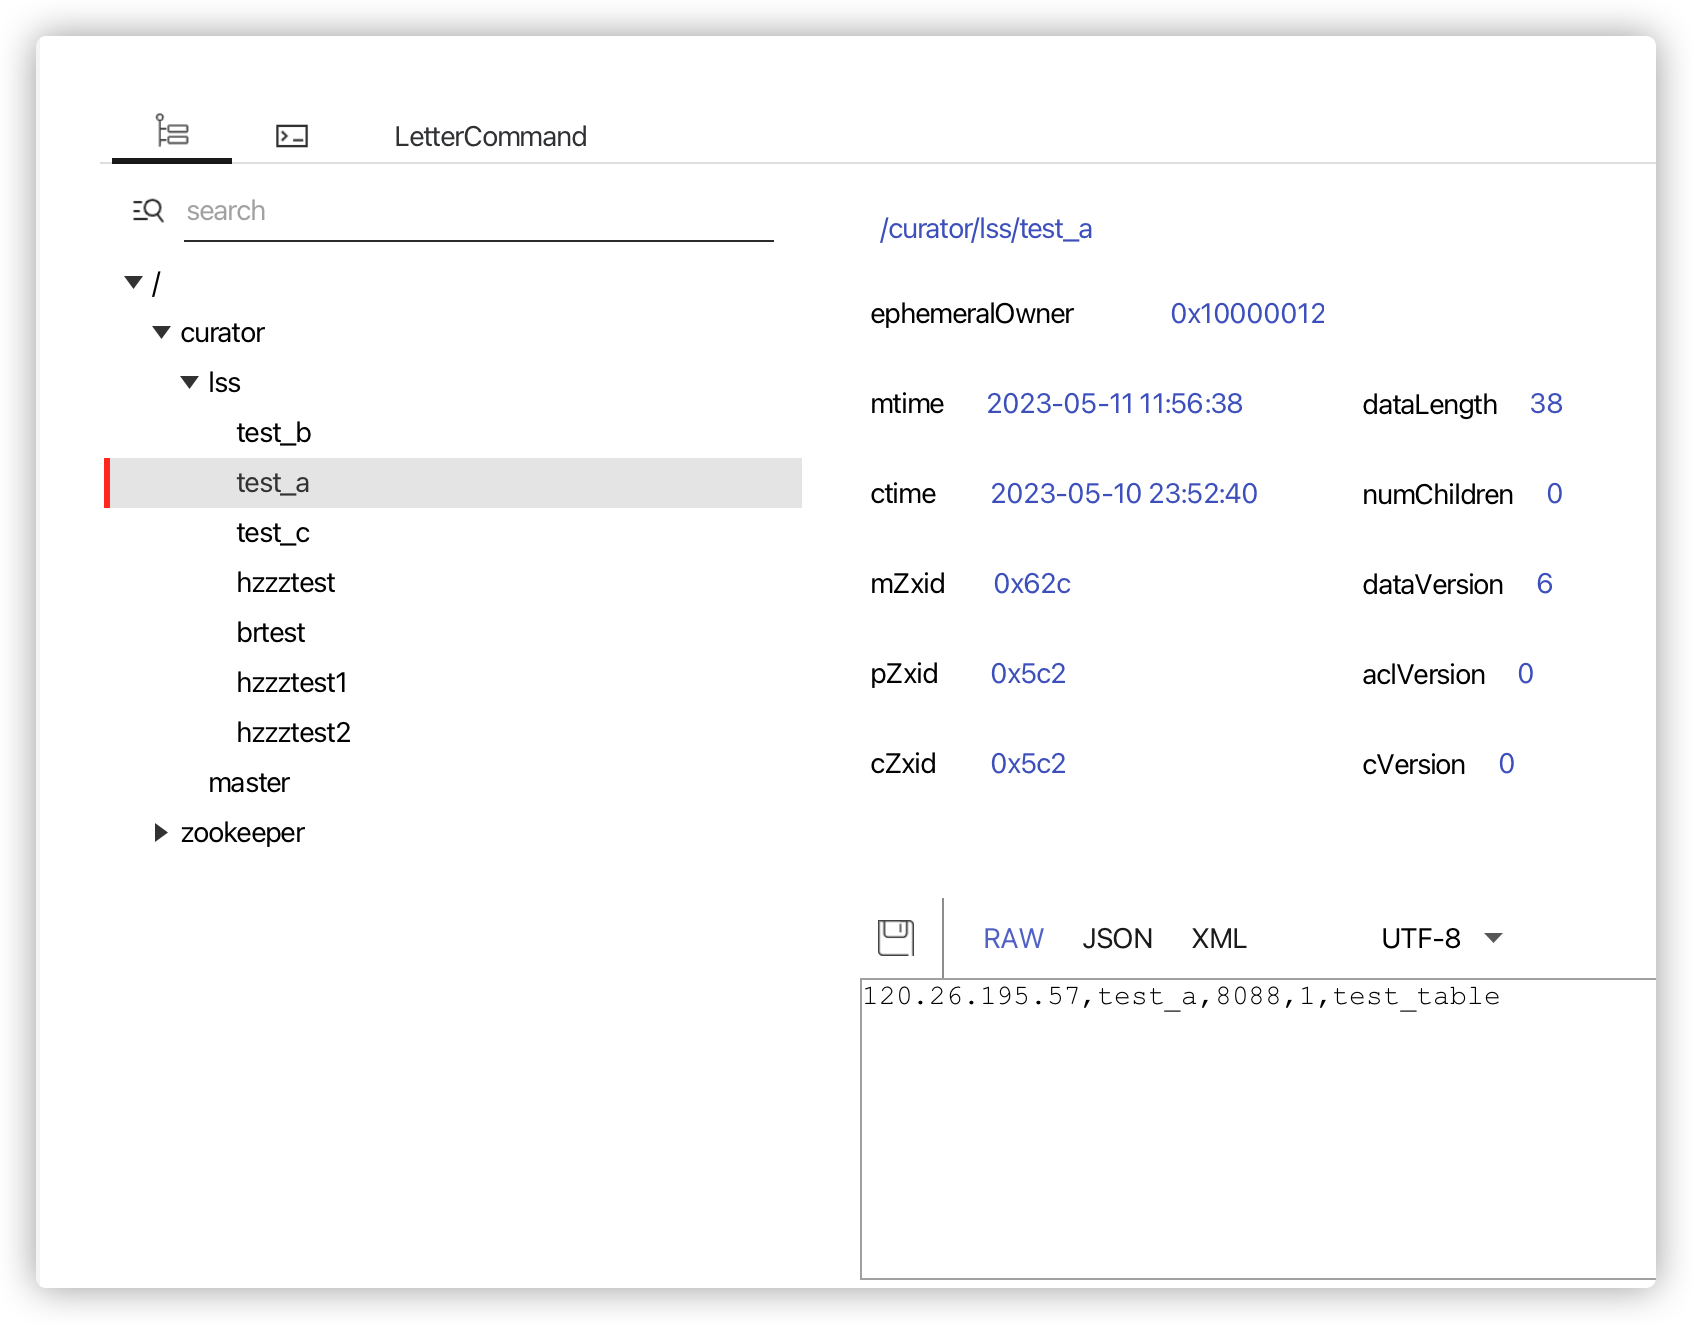 LetterCommand
search
/
curator
lss
test_b
test_a
test_c
hzzztest
brtest
hzzztest1
hzzztest2
master
zookeeper
/curator/lss/test_a
ephemeralOwner 0x10000012
mtime 2023-05-11 11:56:38 dataLength 38
ctime 2023-05-10 23:52:40 numChildren 0
mZxid 0x62c dataVersion 6
pZxid 0x5c2 aclVersion 0
cZxid 0x5c2 cVersion 0
RAW JSON XML UTF-8
120.26.195.57,test_a,8088,1,test_table